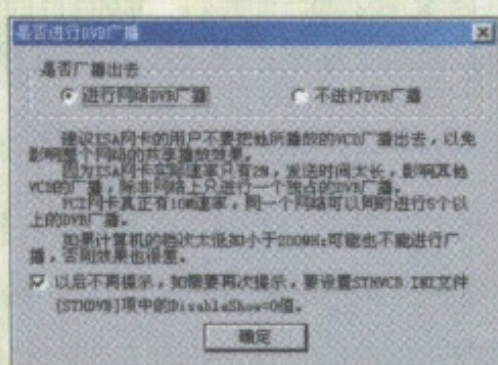 是否进行DVB广播
是否广播出去
进行网络DVB广播
不进行DVB广播
建议ISA网卡的用户不要把他所播放的VCD广播出去，以免
影响整个网络的共享播放效果。
因为ISA网卡实际速率只有2M，发送时间太长，影响其他
VCD的广播，除非网络上只进行一个独占的DVB广播。
PCI网卡真正有10M速率，同一个网络可以同时进行5个以
上的DVB广播。
如果计算机的档次太低如小于200MHz可能也不能进行广
播，否则效果也很差。
以后不再提示，如需要再次提示，要设置STHVCD INI文件
[STHDVB]项中的DisableShow=0值。
确定